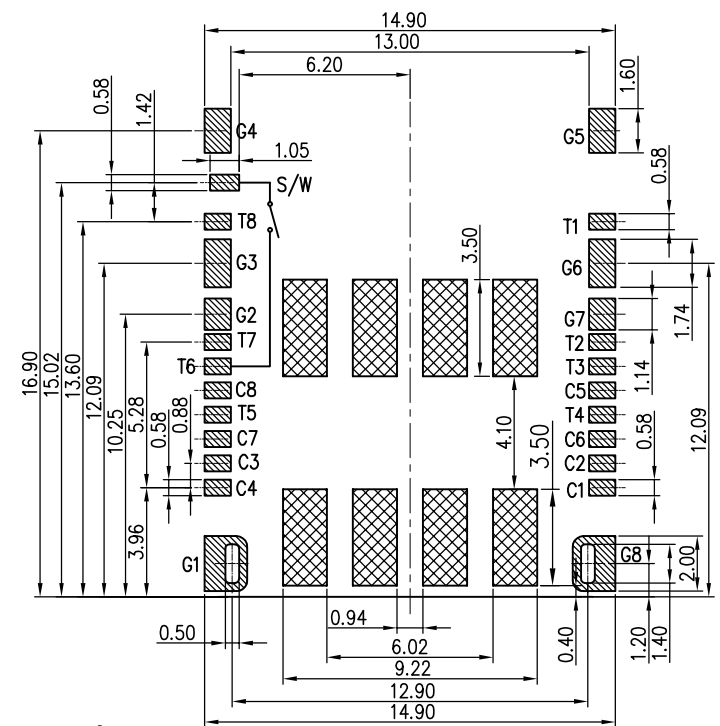 14.90
13.00
6.20
0.58
1.42
1.60
G4
G5
1.05
S/W
0.58
T8
T1
G3
G6
3.50
1.74
G2
G7
T7
T2
T6
T3
C8
C5
T5
T4
C7
C6
C3
C2
C4
C1
16.90
15.02
13.60
12.09
10.25
5.28
0.58
0.88
3.96
4.10
3.50
1.14
0.58
12.09
G1
G8
2.00
0.50
0.94
0.40
1.20
1.40
6.02
9.22
12.90
14.90